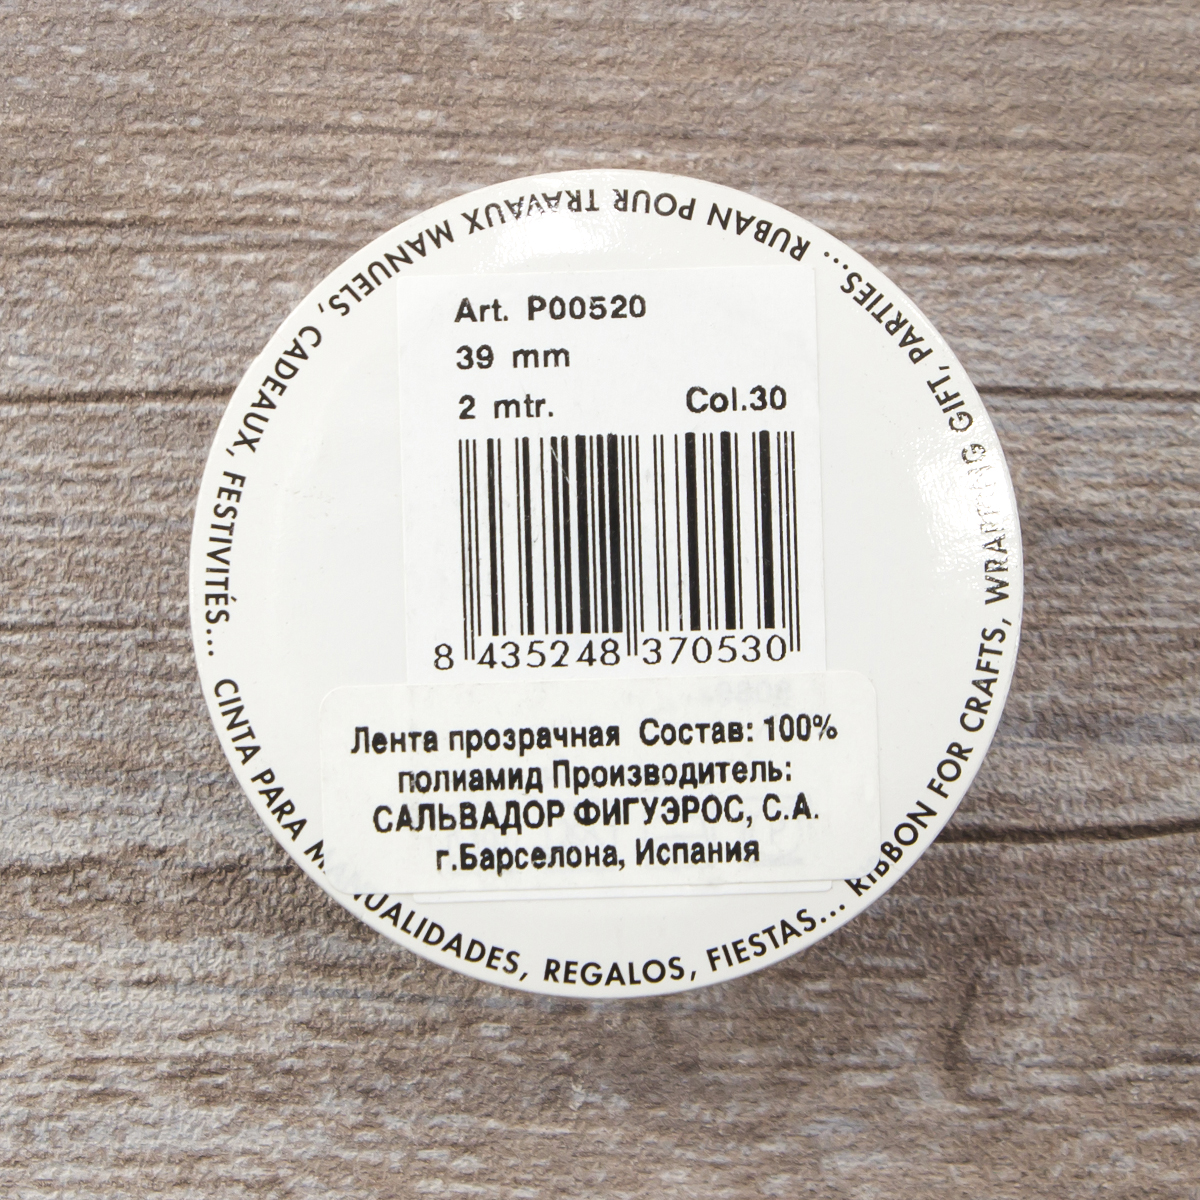 Art. P00520
39 mm
2 mtr. Col.30
8 435248 370530
Лента прозрачная Состав: 100%
полиамид Производитель:
САЛЬВАДОР ФИГУЭРОС, С.А.
г.Барселона, Испания
CINTA PARA MANUALIDADES, REGALOS, FIESTAS...
RIBBON FOR CRAFTS, WRAPPING GIFT, PARTIES...
RUBAN POUR TRAVAUX MANUELS, CADEAUX, FESTIVITÉS...